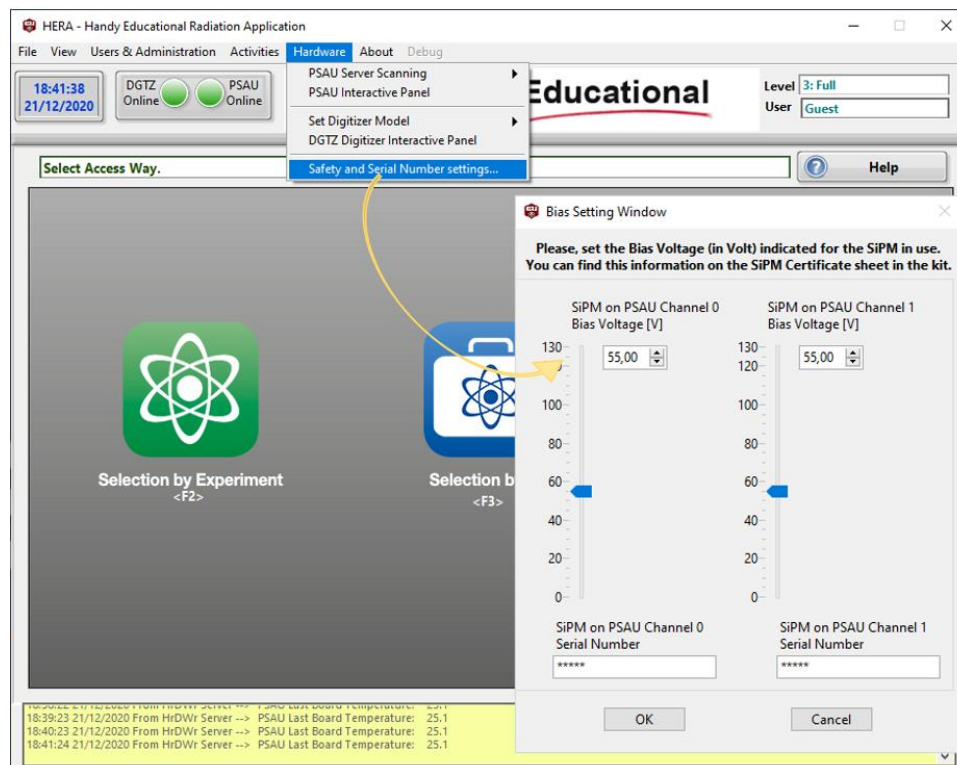 HERA - Handy Educational Radiation Application
File View Users & Administration Activities Hardware About Debug
18:41:38
21/12/2020
DGTZ
Online
PSAU
Online
PSAU Server Scanning
PSAU Interactive Panel
Set Digitizer Model
DGTZ Digitizer Interactive Panel
Safety and Serial Number settings...
Educational
Level 3: Full
User Guest
Select Access Way.
Help
Selection by Experiment
<F2>
Selection b
<F3>
Bias Setting Window
Please, set the Bias Voltage (in Volt) indicated for the SiPM in use.
You can find this information on the SiPM Certificate sheet in the kit.
SiPM on PSAU Channel 0
Bias Voltage [V]
130
55,00
100
80
60
40
20
0
SiPM on PSAU Channel 0
Serial Number
*****
SiPM on PSAU Channel 1
Bias Voltage [V]
130
55,00
120
100
80
60
40
20
0
SiPM on PSAU Channel 1
Serial Number
*****
OK
Cancel
18:39:23 21/12/2020 From HrDWr Server --> PSAU Last Board Temperature: 25.1
18:40:23 21/12/2020 From HrDWr Server --> PSAU Last Board Temperature: 25.1
18:41:24 21/12/2020 From HrDWr Server --> PSAU Last Board Temperature: 25.1